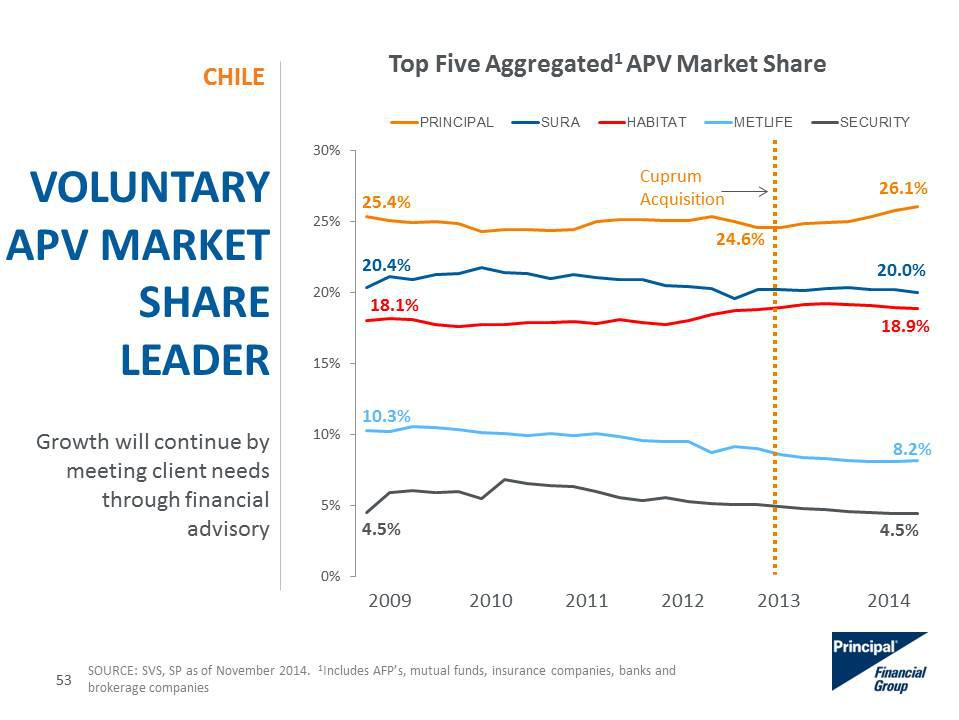 CHILE
VOLUNTARY
APV MARKET
SHARE
LEADER
Growth will continue by
meeting client needs
through financial
advisory
Top Five Aggregated¹ APV Market Share
PRINCIPAL SURA HABITAT METLIFE SECURITY
30%
25%
20%
15%
10%
5%
0%
Cuprum
Acquisition
25.4%
24.6%
26.1%
20.4%
20.0%
18.1%
18.9%
10.3%
8.2%
4.5%
4.5%
2009 2010 2011 2012 2013 2014
53
SOURCE: SVS, SP as of November 2014. ¹Includes AFP's, mutual funds, insurance companies, banks and
brokerage companies
Principal®
Financial
Group